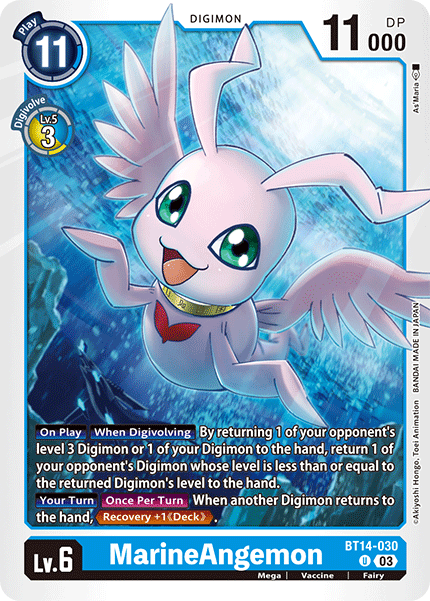 Play
DIGIMON
11
11000
DP
Digivolve
Lv.5
3
As'Maria
On Play When Digivolving By returning 1 of your opponent's
level 3 Digimon or 1 of your Digimon to the hand, return 1 of
your opponent's Digimon whose level is less than or equal to
the returned Digimon's level to the hand.
Your Turn Once Per Turn When another Digimon returns to
the hand, Recovery +1《Deck》.
©Akiyoshi Hongo, Toei Animation BANDAI MADE IN JAPAN
Lv.6
MarineAngemon
BT14-030
U 03
Mega | Vaccine | Fairy